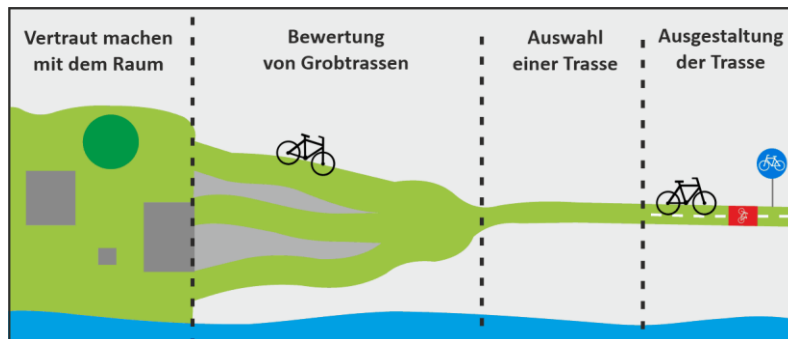 Vertraut machen
mit dem Raum
Bewertung
von Grobtrassen
Auswahl
einer Trasse
Ausgestaltung
der Trasse